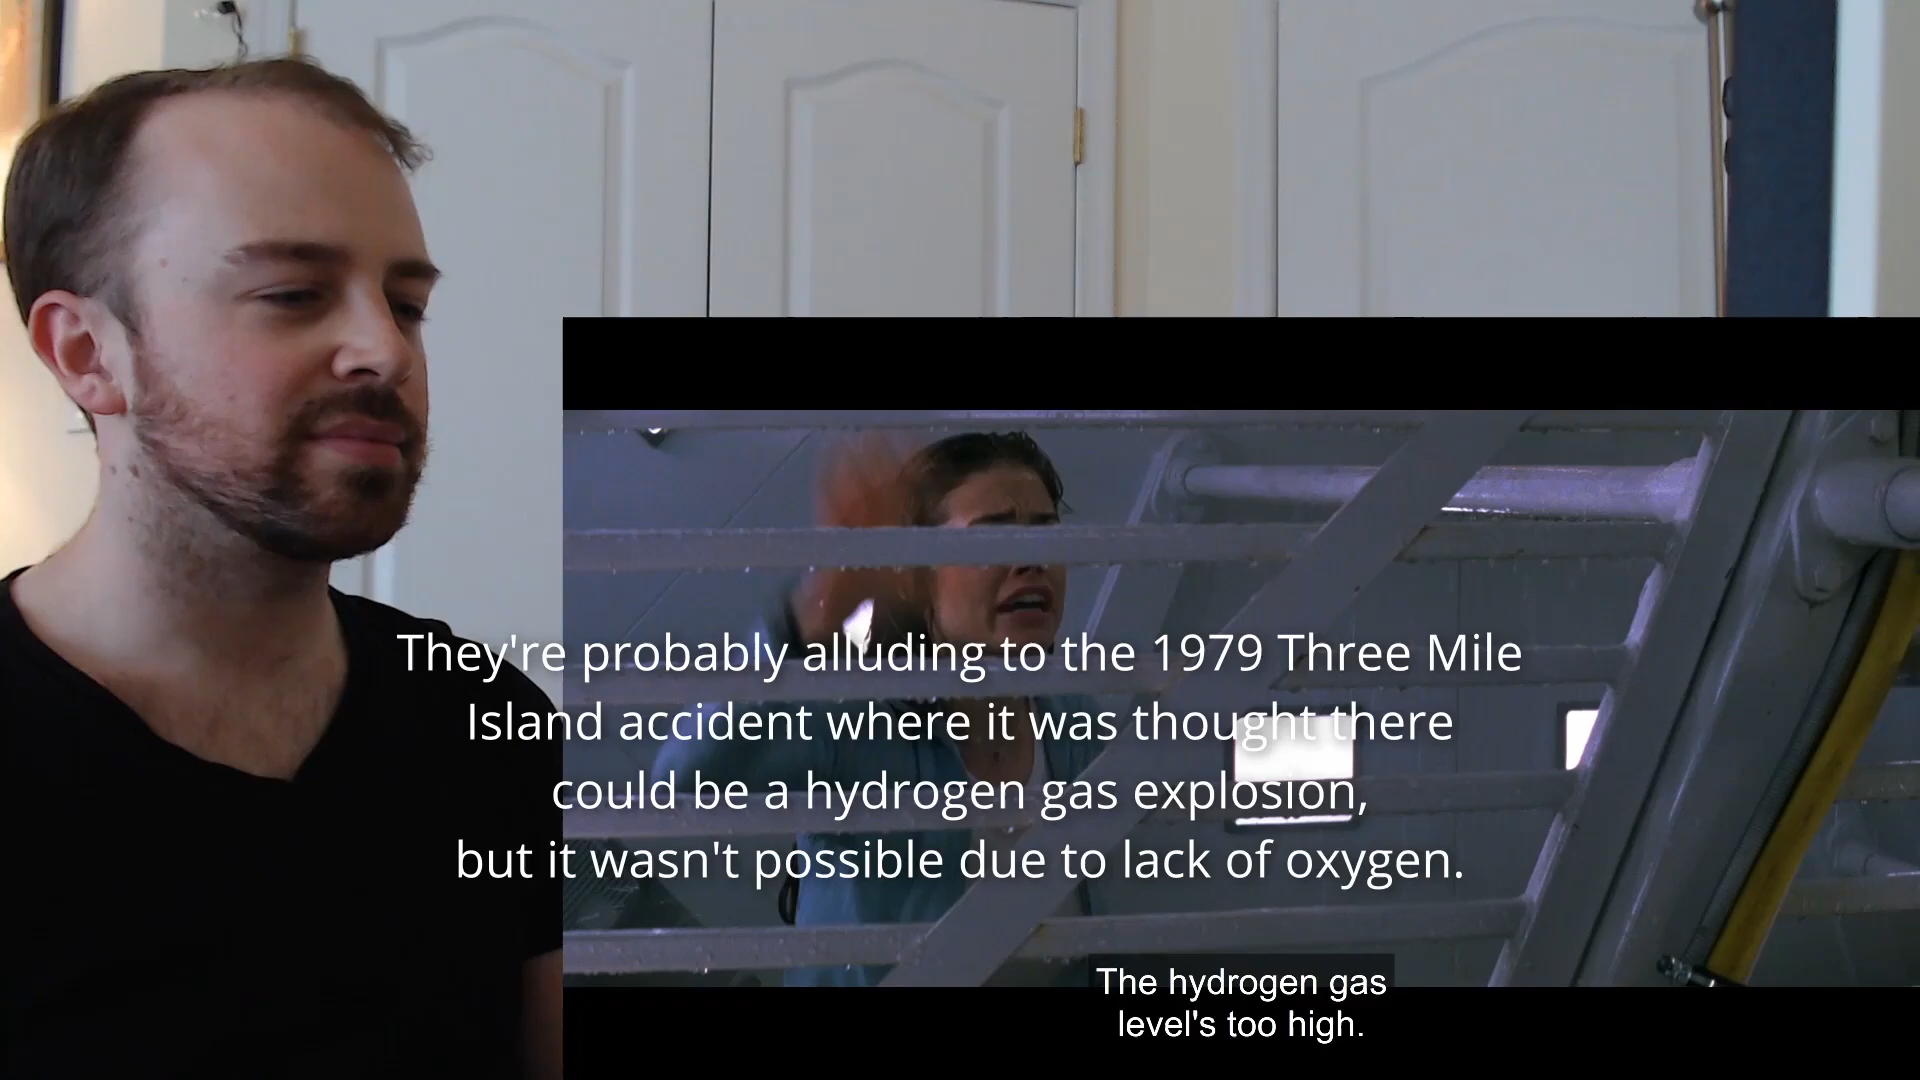 They're probably alluding to the 1979 Three Mile
Island accident where it was thought there
could be a hydrogen gas explosion,
but it wasn't possible due to lack of oxygen.
The hydrogen gas
level's too high.